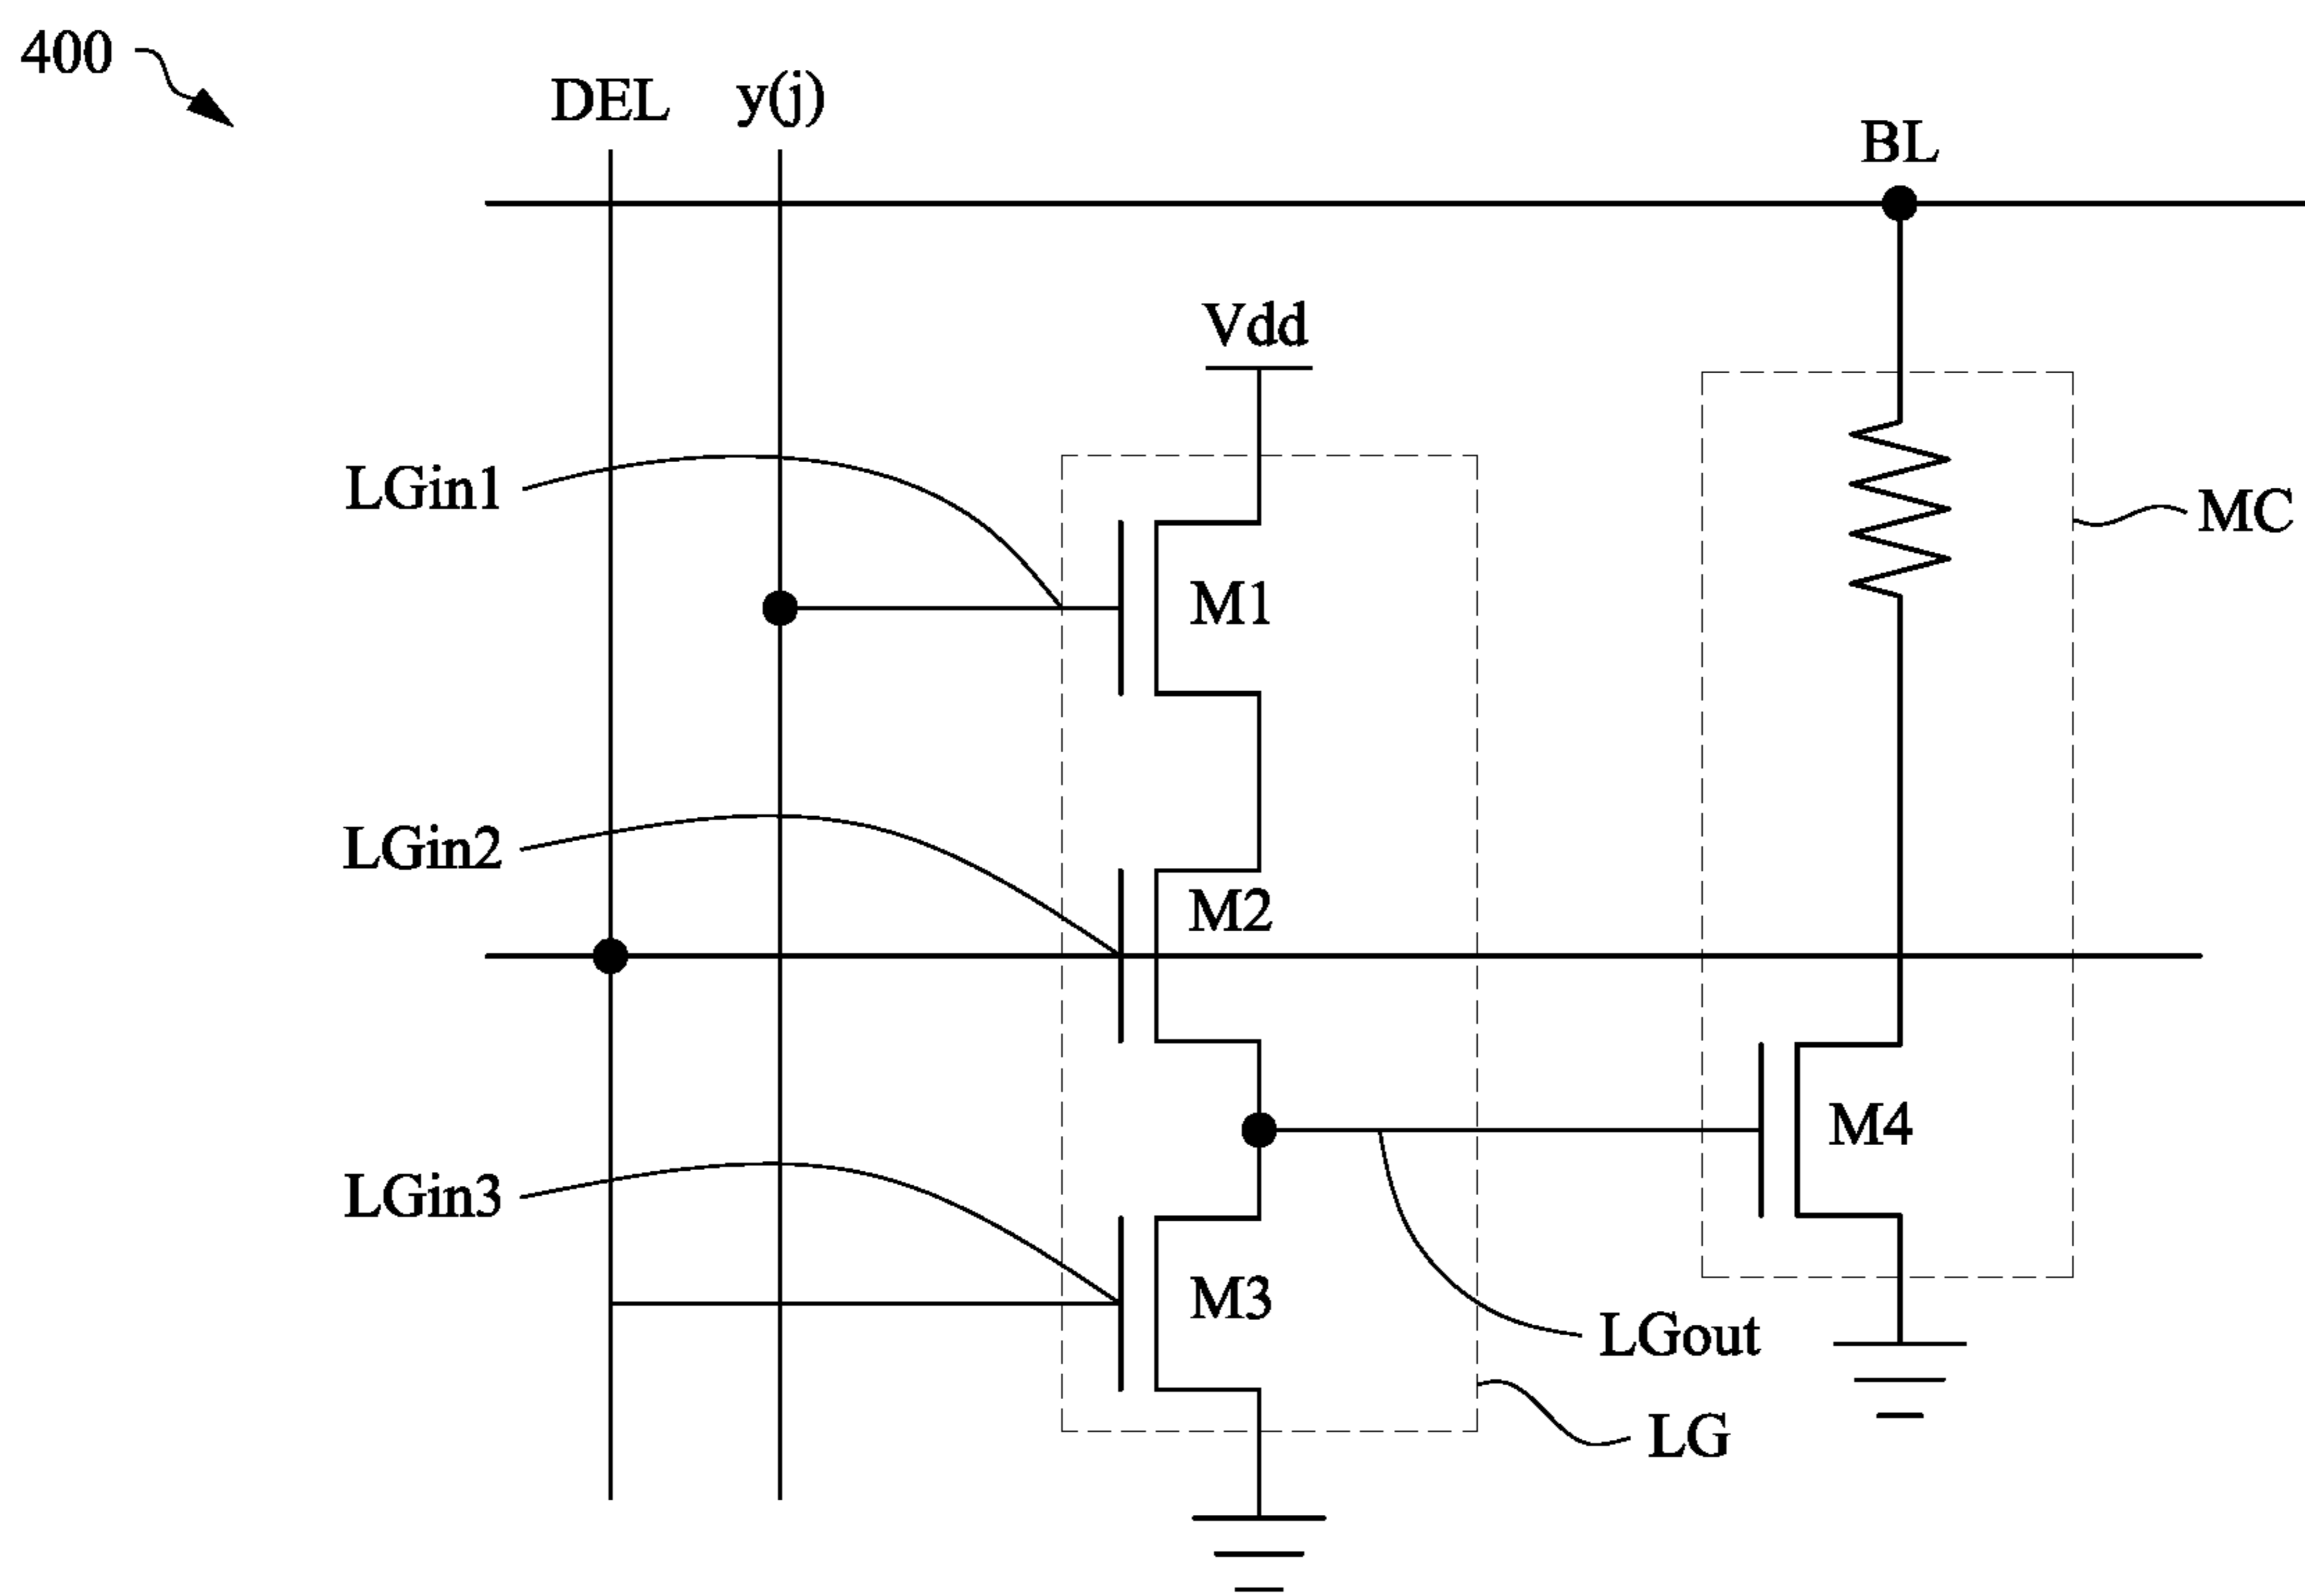 400
DEL
y(j)
BL
Vdd
LGin1
MC
M1
LGin2
M2
M4
LGin3
M3
LGout
LG